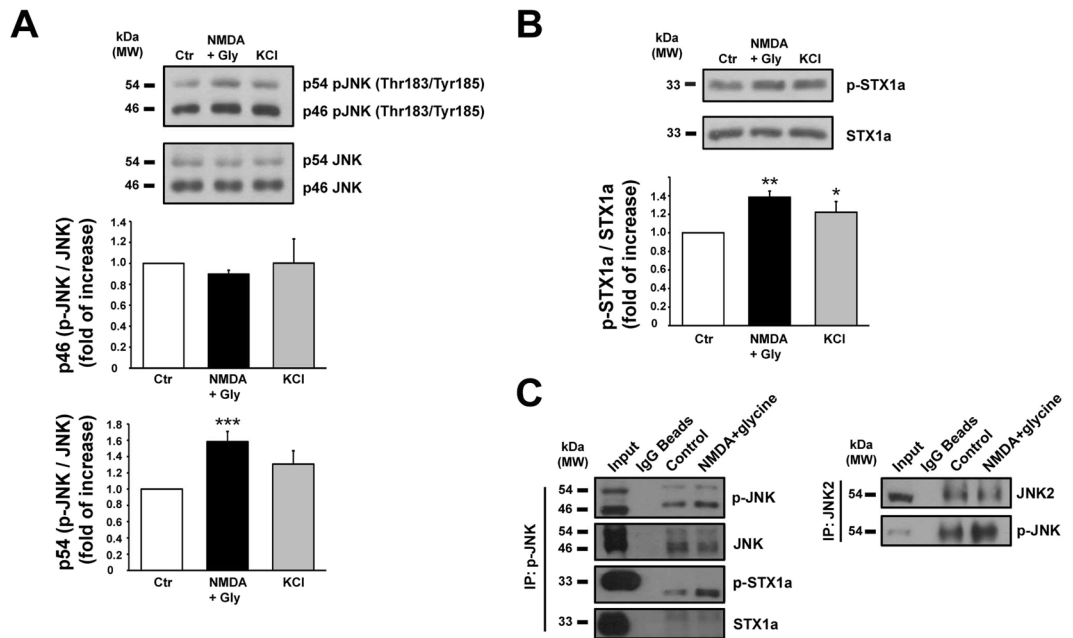 A
kDa
(MW)
Ctr
NMDA
+ Gly
KCl
54
p54 pJNK (Thr183/Tyr185)
46
p46 pJNK (Thr183/Tyr185)
54
p54 JNK
46
p46 JNK
p46 (p-JNK / JNK)
(fold of increase)
1.4
1.2
1.0
0.8
0.6
0.4
0.2
0
Ctr
NMDA
+ Gly
KCl
p54 (p-JNK / JNK)
(fold of increase)
1.8
1.6
1.4
1.2
1.0
0.8
0.6
0.4
0.2
0
***
Ctr
NMDA
+ Gly
KCl
B
kDa
(MW)
Ctr
NMDA
+ Gly
KCl
33
p-STX1a
33
STX1a
p-STX1a / STX1a
(fold of increase)
1.4
1.2
1.0
0.8
0.6
0.4
0.2
0
**
*
Ctr
NMDA
+ Gly
KCl
C
kDa
(MW)
Input
IgG Beads
Control
NMDA+glycine
IP: p-JNK
54
46
p-JNK
54
46
JNK
33
p-STX1a
33
STX1a
kDa
(MW)
Input
IgG Beads
Control
NMDA+glycine
IP: JNK2
54
JNK2
54
p-JNK